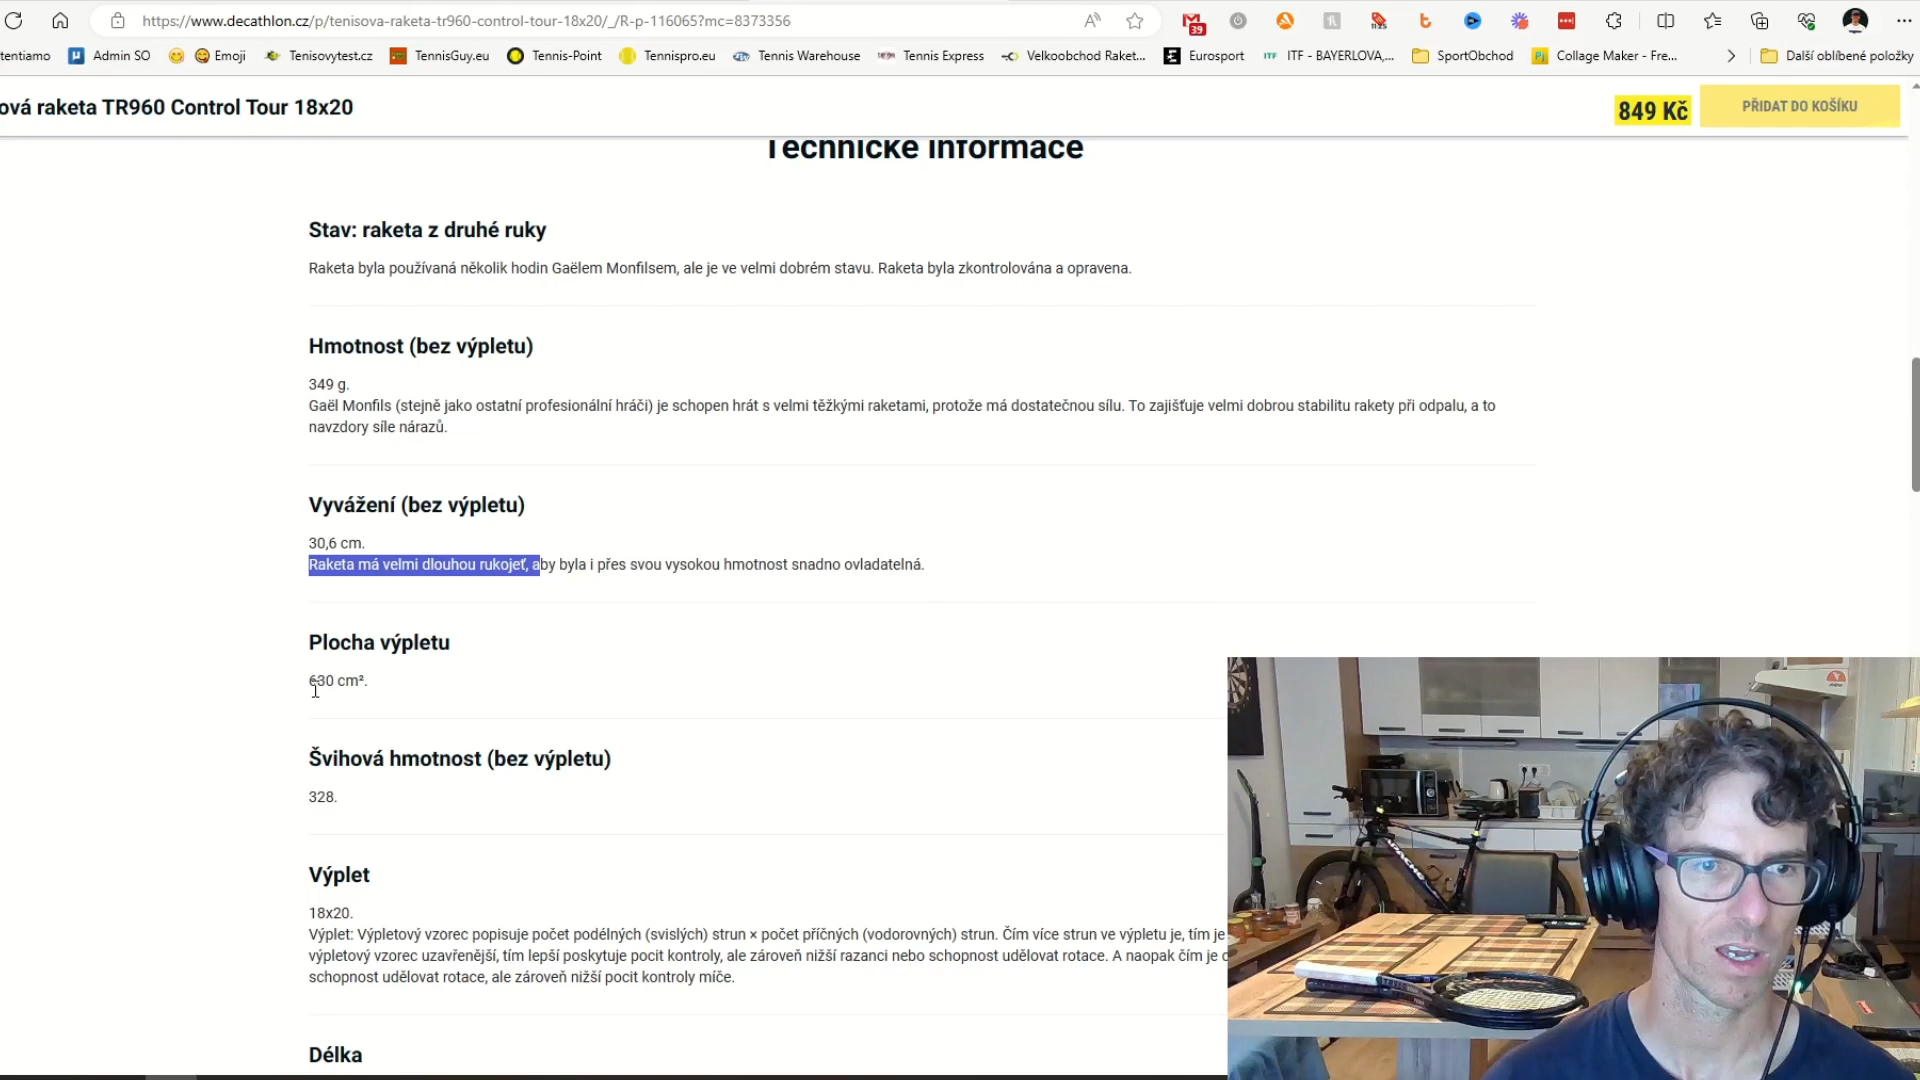 https://www.decathlon.cz/p/tenisova-raketa-tr960-control-tour-18x20/_/R-p-116065?mc=8373356
39
11.25
tentiamo
Admin SO
Emoji
Tenisovytest.cz
TennisGuy.eu
Tennis-Point
Tennispro.eu
Tennis Warehouse
Tennis Express
Velkoobchod Raket...
Eurosport
ITF - BAYERLOVA,...
SportObchod
Collage Maker - Fre...
Další oblíbené položky
ová raketa TR960 Control Tour 18x20
849 Kč
PŘIDAT DO KOŠÍKU
Technické informace
Stav: raketa z druhé ruky
Raketa byla používaná několik hodin Gaëlem Monfilsem, ale je ve velmi dobrém stavu. Raketa byla zkontrolována a opravena.
Hmotnost (bez výpletu)
349 g.
Gaël Monfils (stejně jako ostatní profesionální hráči) je schopen hrát s velmi těžkými raketami, protože má dostatečnou sílu. To zajišťuje velmi dobrou stabilitu rakety při odpalu, a to
navzdory síle nárazů.
Vyvážení (bez výpletu)
30,6 cm.
Raketa má velmi dlouhou rukojeť, aby byla i přes svou vysokou hmotnost snadno ovladatelná.
Plocha výpletu
630 cm².
Švihová hmotnost (bez výpletu)
328.
Výplet
18x20.
Výplet: Výpletový vzorec popisuje počet podélných (svislých) strun × počet příčných (vodorovných) strun. Čím více strun ve výpletu je, tím je
výpletový vzorec uzavřenější, tím lepší poskytuje pocit kontroly, ale zároveň nižší razanci nebo schopnost udělovat rotace. A naopak čím je
schopnost udělovat rotace, ale zároveň nižší pocit kontroly míče.
Délka
APACHE